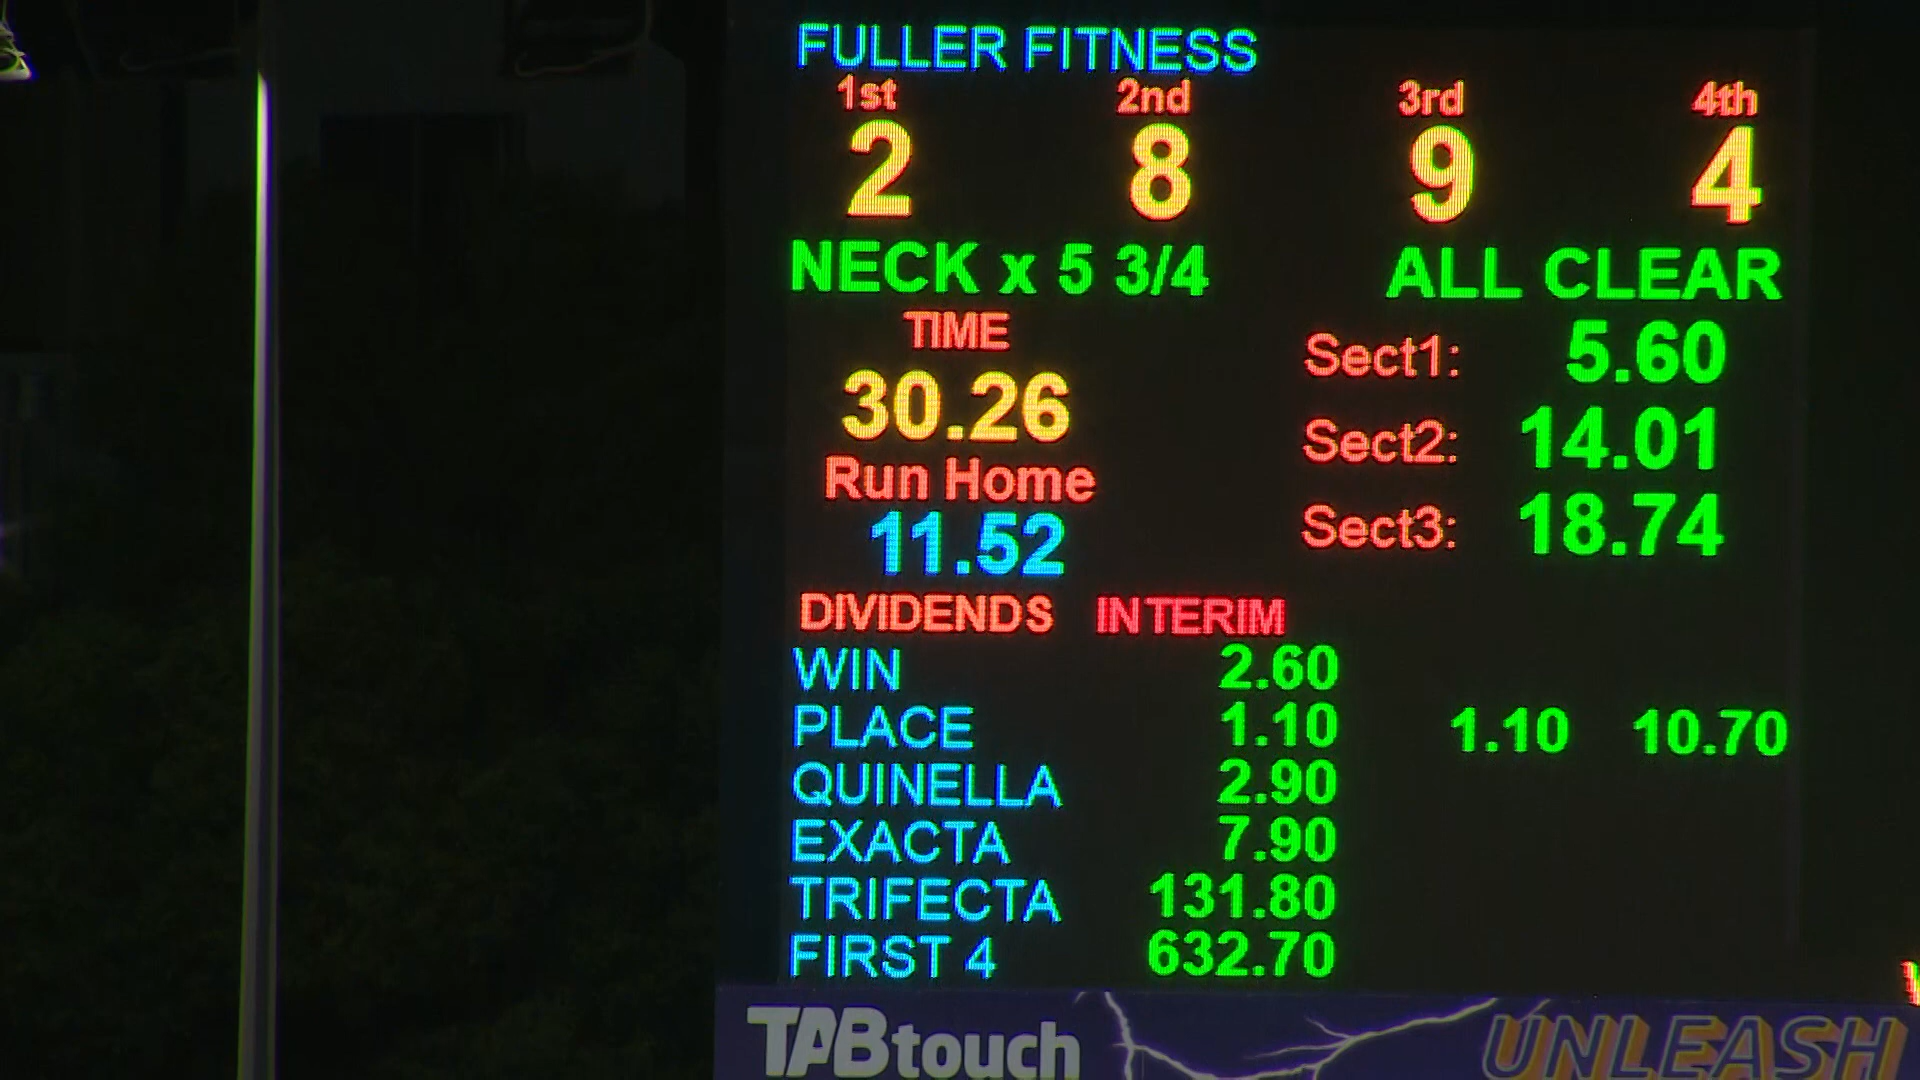 FULLER FITNESS
1st 2nd 3rd 4th
2 8 9 4
NECK x 5 3/4 ALL CLEAR
TIME
30.26
Run Home
11.52
Sect1: 5.60
Sect2: 14.01
Sect3: 18.74
DIVIDENDS INTERIM
WIN 2.60
PLACE 1.10 1.10 10.70
QUINELLA 2.90
EXACTA 7.90
TRIFECTA 131.80
FIRST 4 632.70
TABtouch UNLEASH